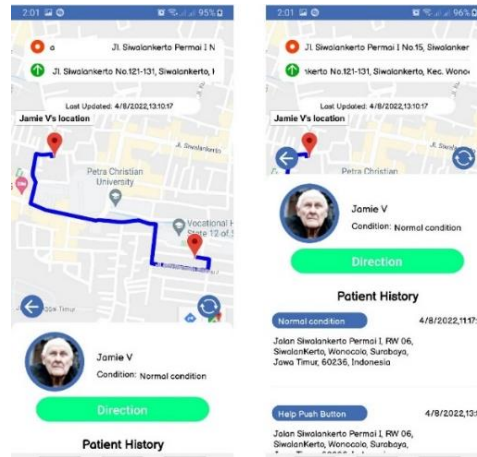 2:01
95%
Jl. Siwalankerto Permai I N
Jl. Siwalankerto No.121-131, Siwalankerto, K
Last Updated: 4/8/2022,13:10:17
Jamie V's location
Jl. Siwalankerto
Petra Christian
University
Vocational H
State 12 of S
Timur
Jamie V
Condition: Normal condition
Direction
Patient History
2:01
96%
Jl. Siwalankerto Permai I No.15, Siwalanker
nkerto No.121-131, Siwalankerto, Kec. Wono
Last Updated: 4/8/2022,13:10:17
Jamie V's location
Petra Christian
Jamie V
Condition: Normal condition
Direction
Patient History
Normal condition
4/8/2022,11:17:
Jalan Siwalankerto Permai I, RW 06,
SiwalanKerto, Wonocolo, Surabaya,
Jawa Timur, 60236, Indonesia
Help Push Button
4/8/2022,13:
Jalan Siwalankerto Permai I, RW 06,
SiwalanKerto, Wonocolo, Surabaya,